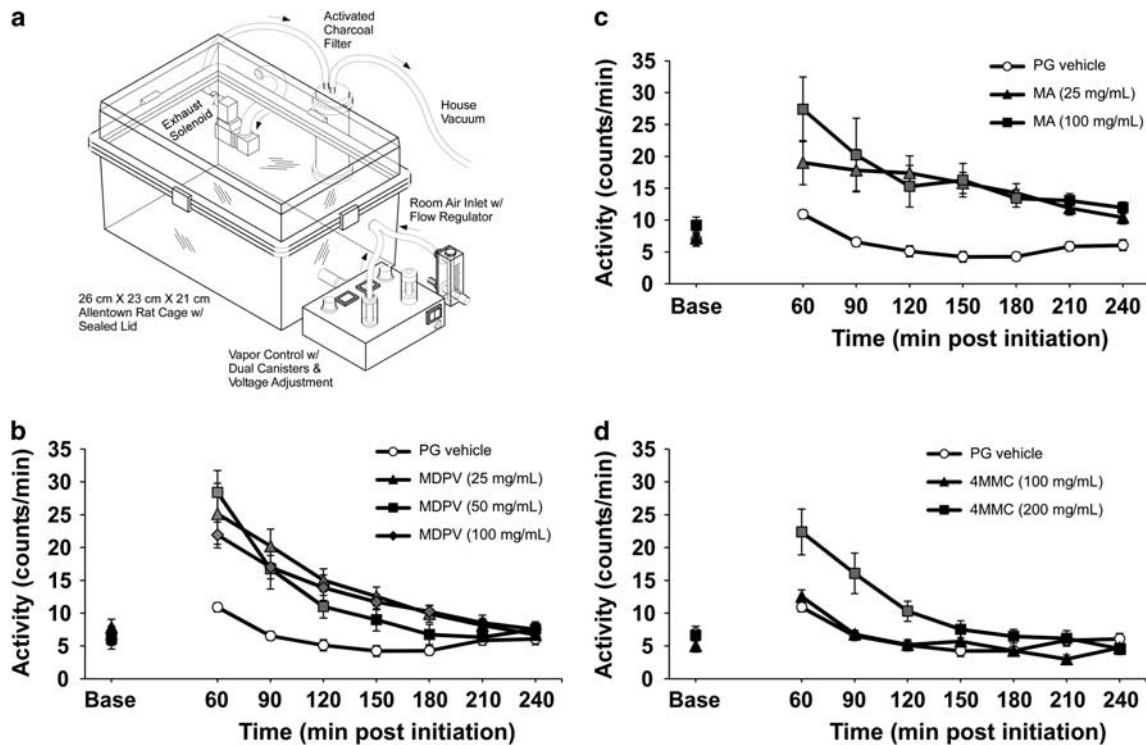 a
Activated
Charcoal
Filter
Exhaust
Solenoid
House
Vacuum
Room Air Inlet w/
Flow Regulator
26 cm X 23 cm X 21 cm
Allentown Rat Cage w/
Sealed Lid
Vapor Control w/
Dual Canisters &
Voltage Adjustment
b
Activity (counts/min)
35
30
25
20
15
10
5
0
PG vehicle
MDPV (25 mg/mL)
MDPV (50 mg/mL)
MDPV (100 mg/mL)
Base 60 90 120 150 180 210 240
Time (min post initiation)
c
Activity (counts/min)
35
30
25
20
15
10
5
0
PG vehicle
MA (25 mg/mL)
MA (100 mg/mL)
Base 60 90 120 150 180 210 240
Time (min post initiation)
d
Activity (counts/min)
35
30
25
20
15
10
5
0
PG vehicle
4MMC (100 mg/mL)
4MMC (200 mg/mL)
Base 60 90 120 150 180 210 240
Time (min post initiation)